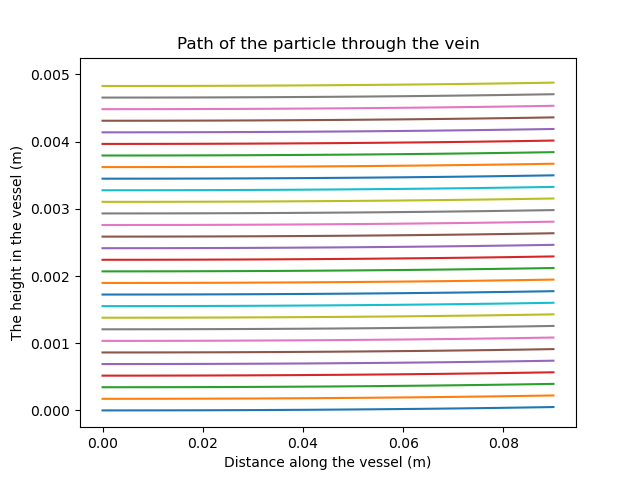 Path of the particle through the vein
The height in the vessel (m)
0.005
0.004
0.003
0.002
0.001
0.000
0.00 0.02 0.04 0.06 0.08
Distance along the vessel (m)